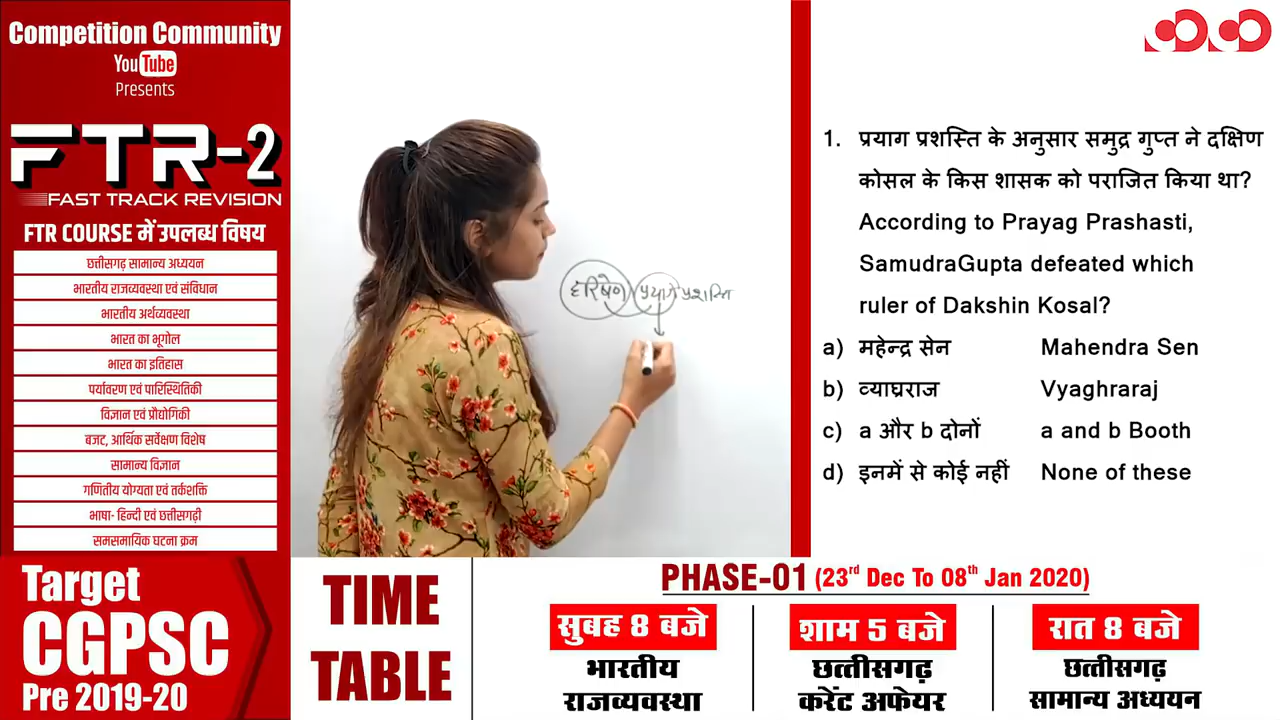 Competition Community
YouTube
Presents
FTR-2
FAST TRACK REVISION
FTR COURSE में उपलब्ध विषय
छत्तीसगढ़ सामान्य अध्ययन
भारतीय राजव्यवस्था एवं संविधान
भारतीय अर्थव्यवस्था
भारत का भूगोल
भारत का इतिहास
पर्यावरण एवं पारिस्थितिकी
विज्ञान एवं प्रौद्योगिकी
बजट, आर्थिक सर्वेक्षण विशेष
सामान्य विज्ञान
गणितीय योग्यता एवं तर्कशक्ति
भाषा- हिन्दी एवं छत्तीसगढ़ी
समसमायिक घटना क्रम
Target
CGPSC
Pre 2019-20
हरिषेण प्रयाग प्रशस्ति
1. प्रयाग प्रशस्ति के अनुसार समुद्र गुप्त ने दक्षिण
कोसल के किस शासक को पराजित किया था?
According to Prayag Prashasti,
SamudraGupta defeated which
ruler of Dakshin Kosal?
a) महेन्द्र सेन Mahendra Sen
b) व्याघ्रराज Vyaghraraj
c) a और b दोनों a and b Booth
d) इनमें से कोई नहीं None of these
TIME
TABLE
PHASE-01 (23rd Dec To 08th Jan 2020)
सुबह 8 बजे
भारतीय
राजव्यवस्था
शाम 5 बजे
छत्तीसगढ़
करेंट अफेयर
रात 8 बजे
छत्तीसगढ़
सामान्य अध्ययन